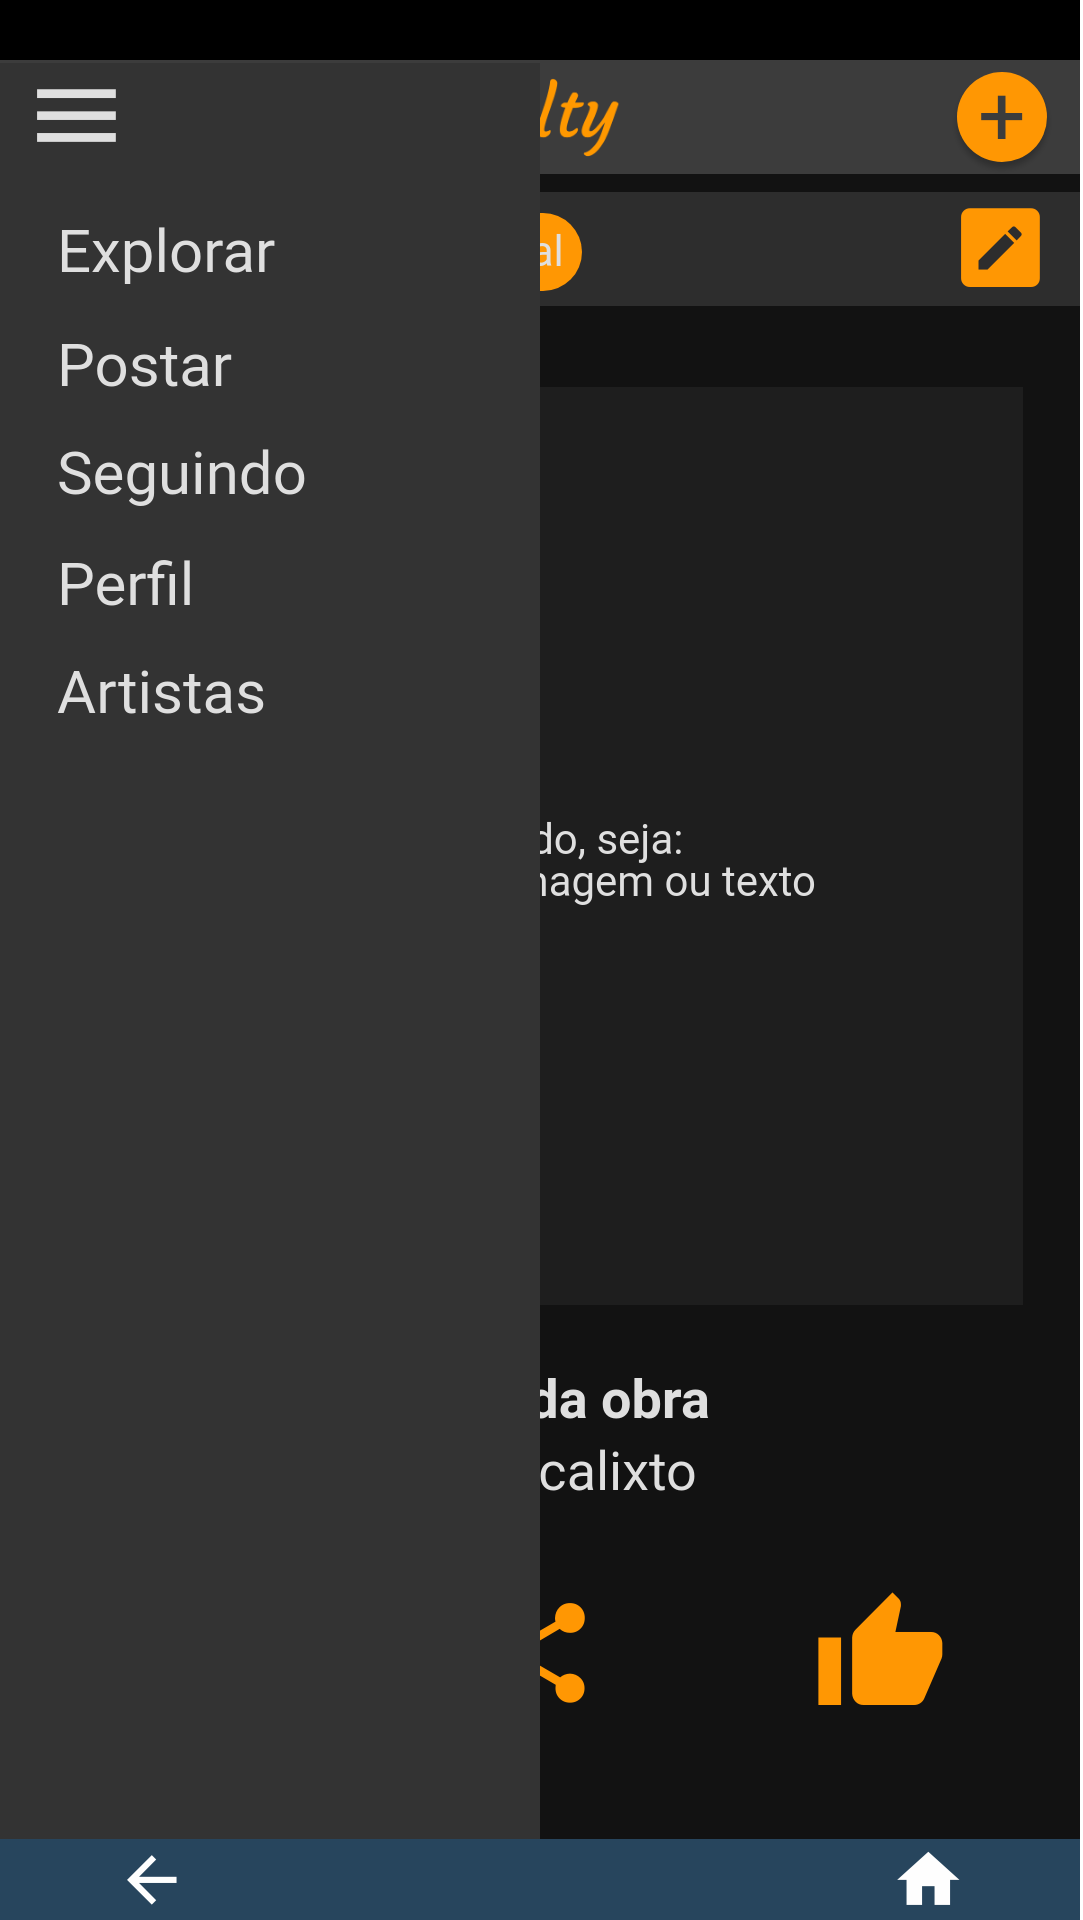 lty
Explorar
al
Postar
Seguindo
Perfil
Artistas
do, seja:
nagem ou texto
da obra
calixto